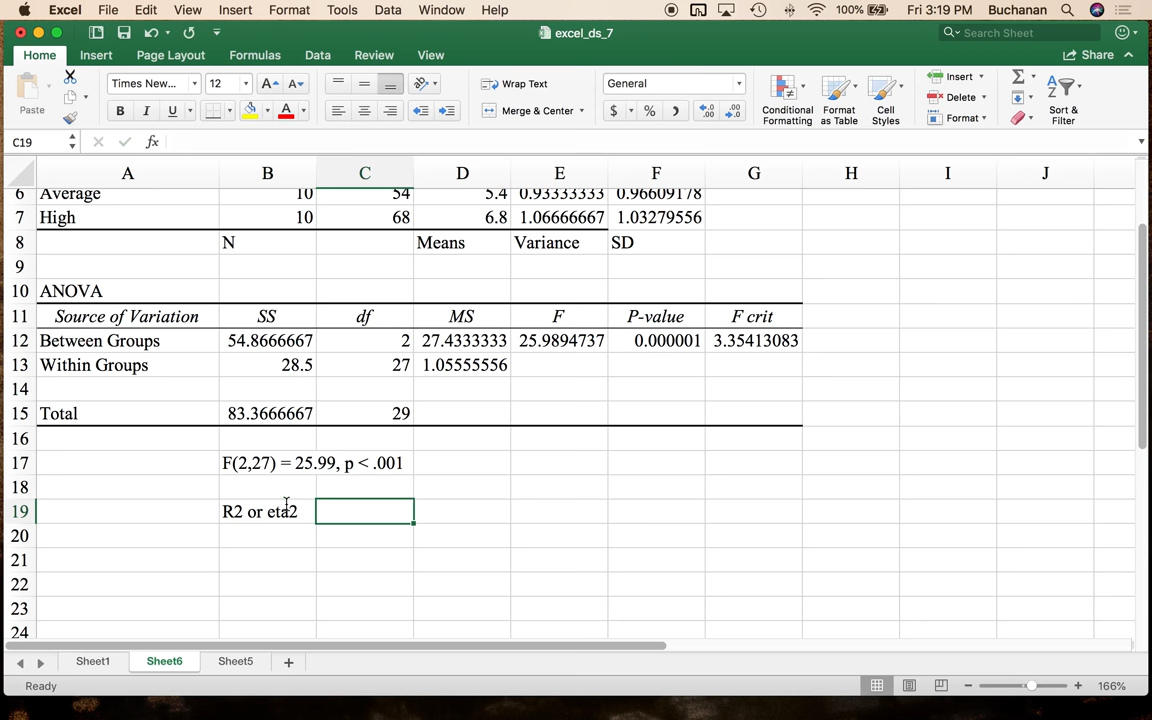 Excel File Edit View Insert Format Tools Data Window Help 100% Fri 3:19 PM Buchanan
excel_ds_7 Search Sheet
Home Insert Page Layout Formulas Data Review View Share
Paste Times New... 12 Wrap Text General Conditional Formatting Format as Table Cell Styles Insert Sort & Filter
B I U A Merge & Center $ % Delete
Format
C19 fx
A B C D E F G H I J
6 Average 10 54 5.4 0.93333333 0.96609178
7 High 10 68 6.8 1.06666667 1.03279556
8 N Means Variance SD
9
10 ANOVA
11 Source of Variation SS df MS F P-value F crit
12 Between Groups 54.8666667 2 27.4333333 25.9894737 0.000001 3.35413083
13 Within Groups 28.5 27 1.05555556
14
15 Total 83.3666667 29
16
17 F(2,27) = 25.99, p < .001
18
19 R2 or eta2
20
21
22
23
24
Sheet1 Sheet6 Sheet5
Ready 166%